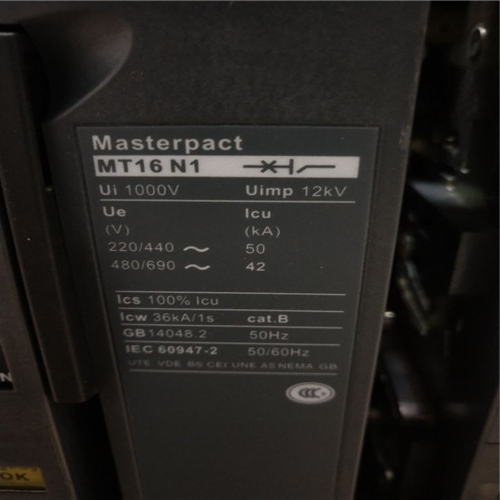 Masterpact
MT16 N1
Ui 1000V Uimp 12kV
Ue Icu
(V) (kA)
220/440 ~ 50
480/690 ~ 42
Ics 100% Icu
Icw 36kA/1s cat.B
GB14048.2 50Hz
IEC 60947-2 50/60Hz
UTE VDE BS CEI UNE AS NEMA GB
CCC
N
OK